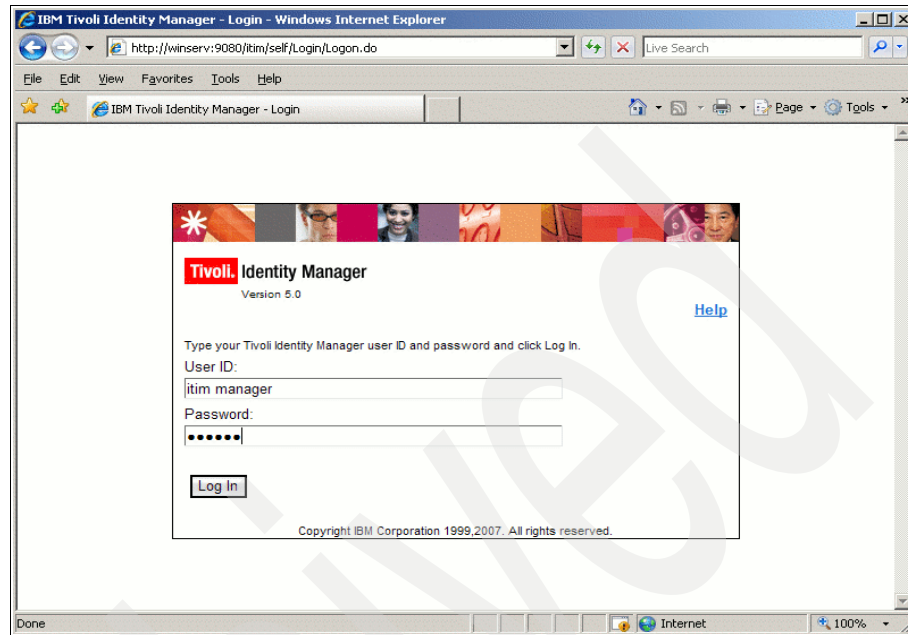 IBM Tivoli Identity Manager - Login - Windows Internet Explorer
http://winserv:9080/itim/self/Login/Logon.do
Live Search
File Edit View Favorites Tools Help
IBM Tivoli Identity Manager - Login
Page Tools »
Tivoli. Identity Manager
Version 5.0
Help
Type your Tivoli Identity Manager user ID and password and click Log In.
User ID:
itim manager
Password:
●●●●●●
Log In
Copyright IBM Corporation 1999,2007. All rights reserved.
Done
Internet
100%